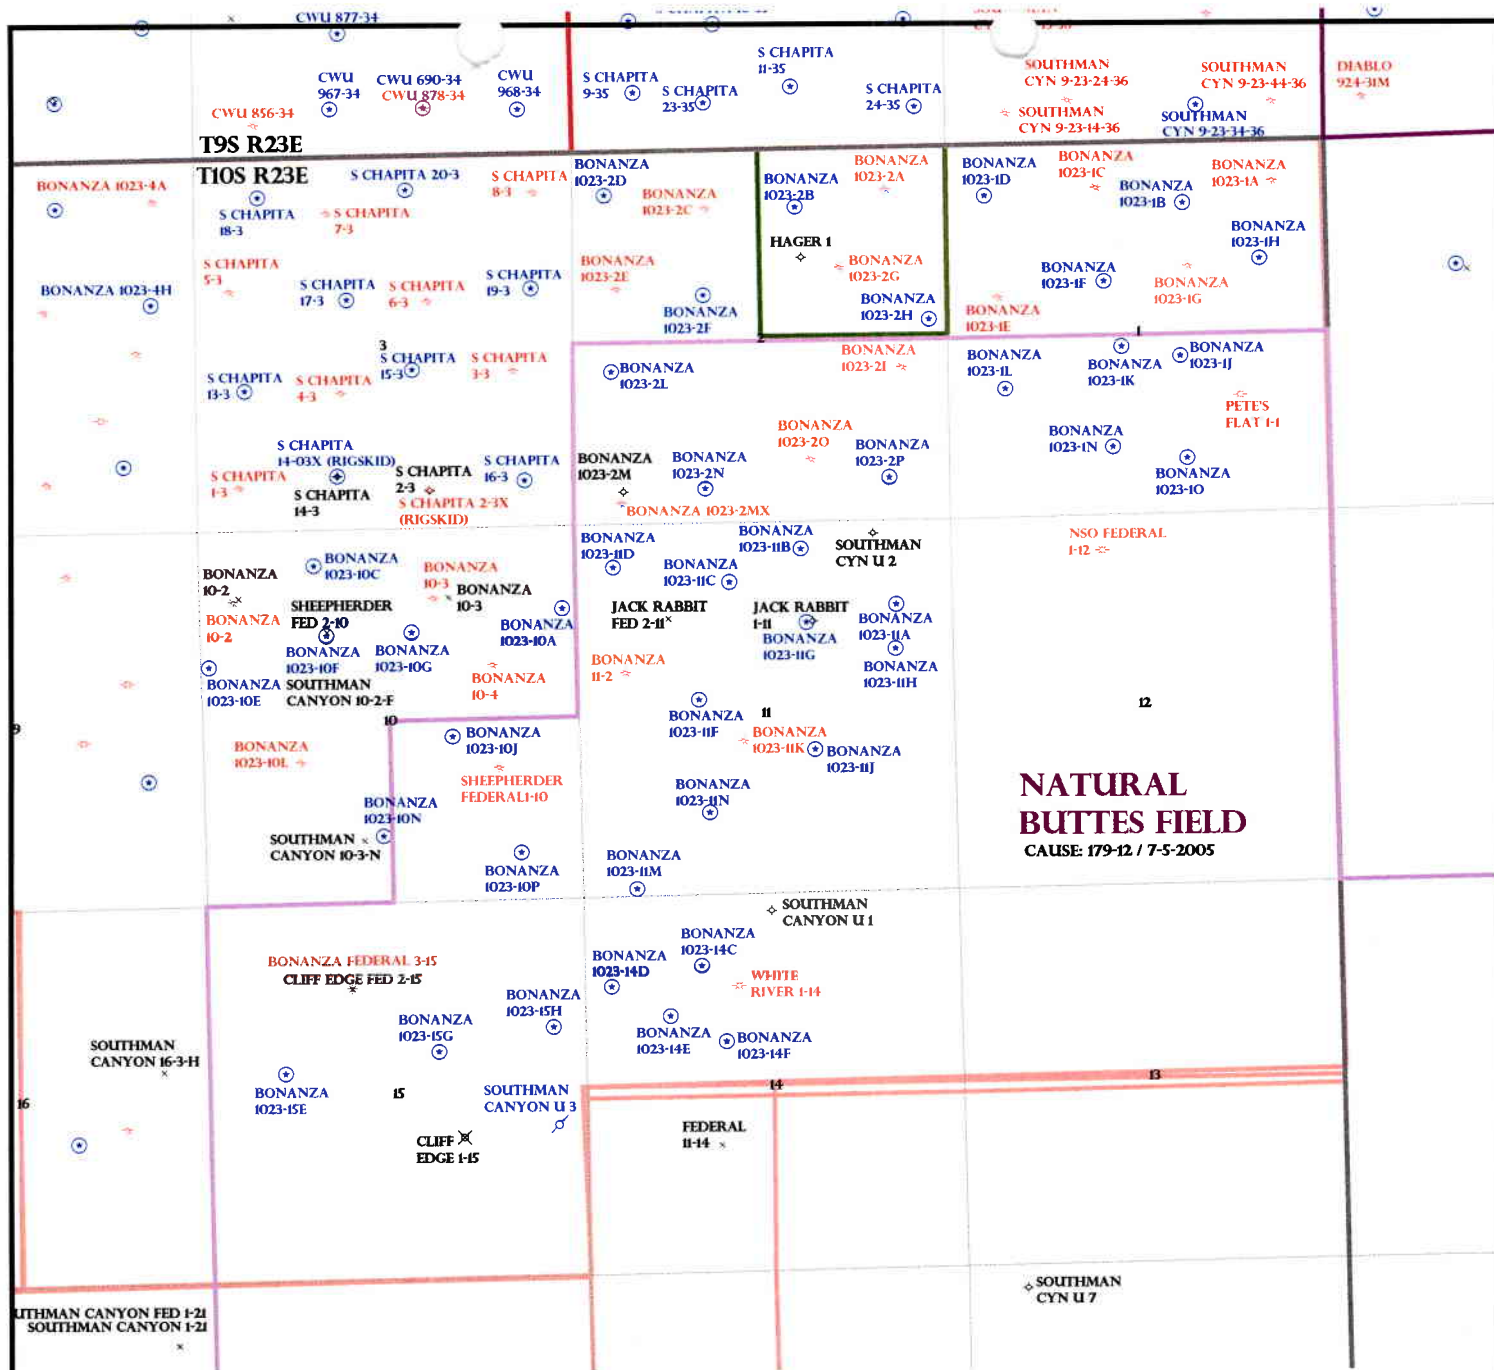 CWU 877-34
CWU
967-34
CWU 690-34
CWU 878-34
CWU
968-34
CWU 856-34
S CHAPITA
9-35
S CHAPITA
23-35
S CHAPITA
11-35
S CHAPITA
24-35
SOUTHMAN
CYN 9-23-24-36
SOUTHMAN
CYN 9-23-14-36
SOUTHMAN
CYN 9-23-44-36
SOUTHMAN
CYN 9-23-34-36
DIABLO
924-31M
T9S R23E
T10S R23E
BONANZA 1023-4A
S CHAPITA
18-3
S CHAPITA 20-3
S CHAPITA
7-3
S CHAPITA
8-3
BONANZA
1023-2D
BONANZA
1023-2C
BONANZA
1023-2B
BONANZA
1023-2A
BONANZA
1023-1D
BONANZA
1023-1C
BONANZA
1023-1B
BONANZA
1023-1A
BONANZA
1023-1H
HAGER 1
BONANZA 1023-4H
S CHAPITA
5-3
S CHAPITA
17-3
S CHAPITA
6-3
S CHAPITA
19-3
BONANZA
1023-2E
BONANZA
1023-2F
BONANZA
1023-2G
BONANZA
1023-2H
BONANZA
1023-1E
BONANZA
1023-1F
BONANZA
1023-1G
3
2
1
S CHAPITA
13-3
S CHAPITA
4-3
S CHAPITA
15-3
S CHAPITA
3-3
BONANZA
1023-2L
BONANZA
1023-2I
BONANZA
1023-1L
BONANZA
1023-1K
BONANZA
1023-1J
PETE'S
FLAT 1-1
S CHAPITA
1-3
S CHAPITA
14-03X (RIGSKID)
S CHAPITA
14-3
S CHAPITA
2-3
S CHAPITA 2-3X
(RIGSKID)
S CHAPITA
16-3
BONANZA
1023-2M
BONANZA 1023-2MX
BONANZA
1023-2N
BONANZA
1023-2O
BONANZA
1023-2P
BONANZA
1023-1N
BONANZA
1023-1O
BONANZA
10-2
BONANZA
10-2
BONANZA
1023-10C
SHEEPHERDER
FED 2-10
BONANZA
1023-10F
BONANZA
10-3
BONANZA
10-3
BONANZA
1023-10A
BONANZA
1023-10G
BONANZA
10-4
BONANZA
1023-10E
SOUTHMAN
CANYON 10-2-F
BONANZA
1023-11D
BONANZA
1023-11C
BONANZA
1023-11B
SOUTHMAN
CYN U 2
NSO FEDERAL
1-12
JACK RABBIT
FED 2-11
JACK RABBIT
1-11
BONANZA
1023-11G
BONANZA
1023-11A
BONANZA
1023-11H
BONANZA
11-2
9
10
11
12
BONANZA
1023-10L
BONANZA
1023-10J
SHEEPHERDER
FEDERAL 1-10
BONANZA
1023-10N
SOUTHMAN
CANYON 10-3-N
BONANZA
1023-10P
BONANZA
1023-11F
BONANZA
1023-11K
BONANZA
1023-11J
BONANZA
1023-11N
BONANZA
1023-11M
NATURAL
BUTTES FIELD
CAUSE: 179-12 / 7-5-2005
SOUTHMAN
CANYON U 1
BONANZA FEDERAL 3-15
CLIFF EDGE FED 2-15
BONANZA
1023-14D
BONANZA
1023-14C
WHITE
RIVER 1-14
BONANZA
1023-15H
BONANZA
1023-15G
BONANZA
1023-14E
BONANZA
1023-14F
SOUTHMAN
CANYON 16-3-H
BONANZA
1023-15E
SOUTHMAN
CANYON U 3
16
15
14
13
CLIFF
EDGE 1-15
FEDERAL
11-14
SOUTHMAN
CYN U 7
UTHMAN CANYON FED 1-21
SOUTHMAN CANYON 1-21